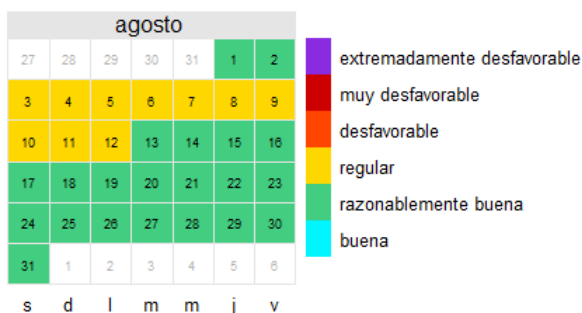 agosto
27 28 29 30 31 1 2
3 4 5 6 7 8 9
10 11 12 13 14 15 16
17 18 19 20 21 22 23
24 25 26 27 28 29 30
31 1 2 3 4 5 6
s d l m m j v
extremadamente desfavorable
muy desfavorable
desfavorable
regular
razonablemente buena
buena